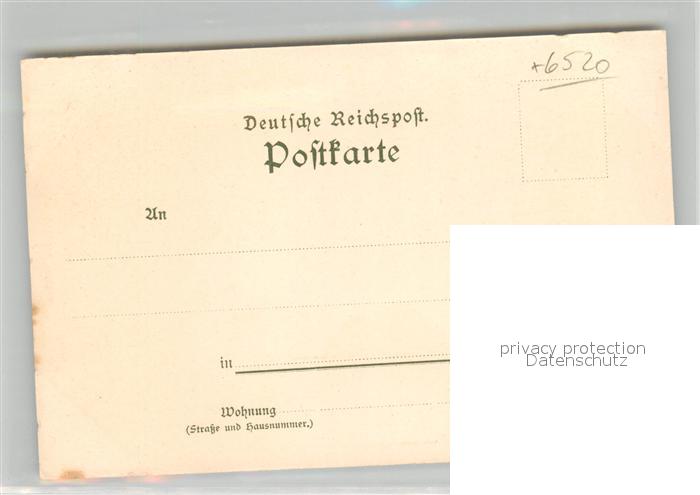 +6520
Deutsche Reichspost.
Postkarte
An
in
Wohnung
(Straße und Hausnummer.)
privacy protection
Datenschutz